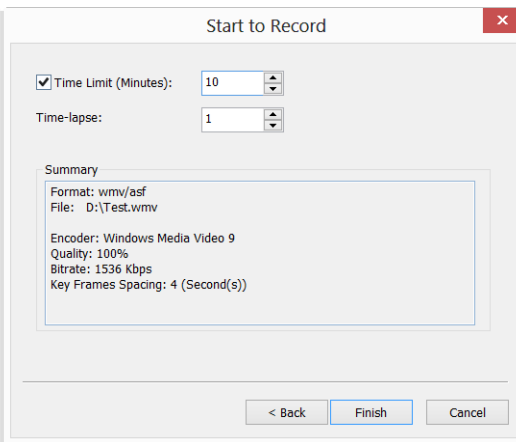 Start to Record
Time Limit (Minutes): 10
Time-lapse: 1
Summary
Format: wmv/asf
File: D:\Test.wmv
Encoder: Windows Media Video 9
Quality: 100%
Bitrate: 1536 Kbps
Key Frames Spacing: 4 (Second(s))
< Back Finish Cancel